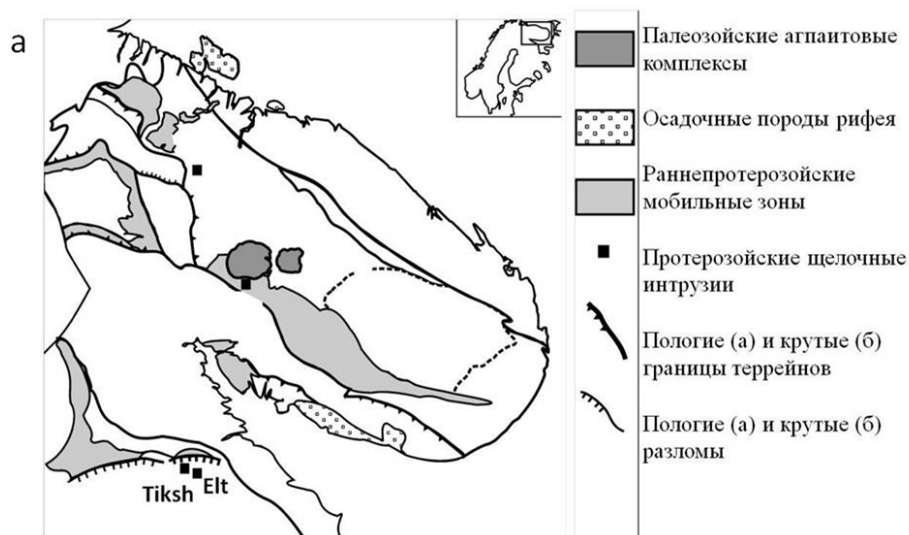 а
Палеозойские агпаитовые
комплексы
Осадочные породы рифея
Раннепротерозойские
мобильные зоны
Протерозойские щелочные
интрузии
Пологие (а) и крутые (б)
границы террейнов
Пологие (а) и крутые (б)
разломы
Tiksh
Elt